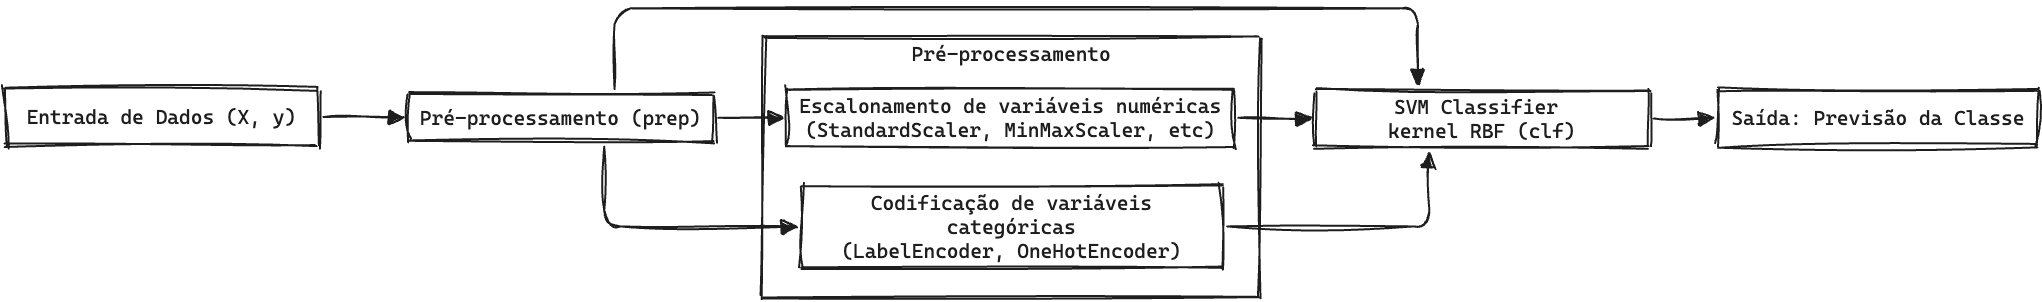 Entrada de Dados (X, y)
Pré-processamento (prep)
Pré-processamento
Escalonamento de variáveis numéricas
(StandardScaler, MinMaxScaler, etc)
Codificação de variáveis
categóricas
(LabelEncoder, OneHotEncoder)
SVM Classifier
kernel RBF (clf)
Saída: Previsão da Classe